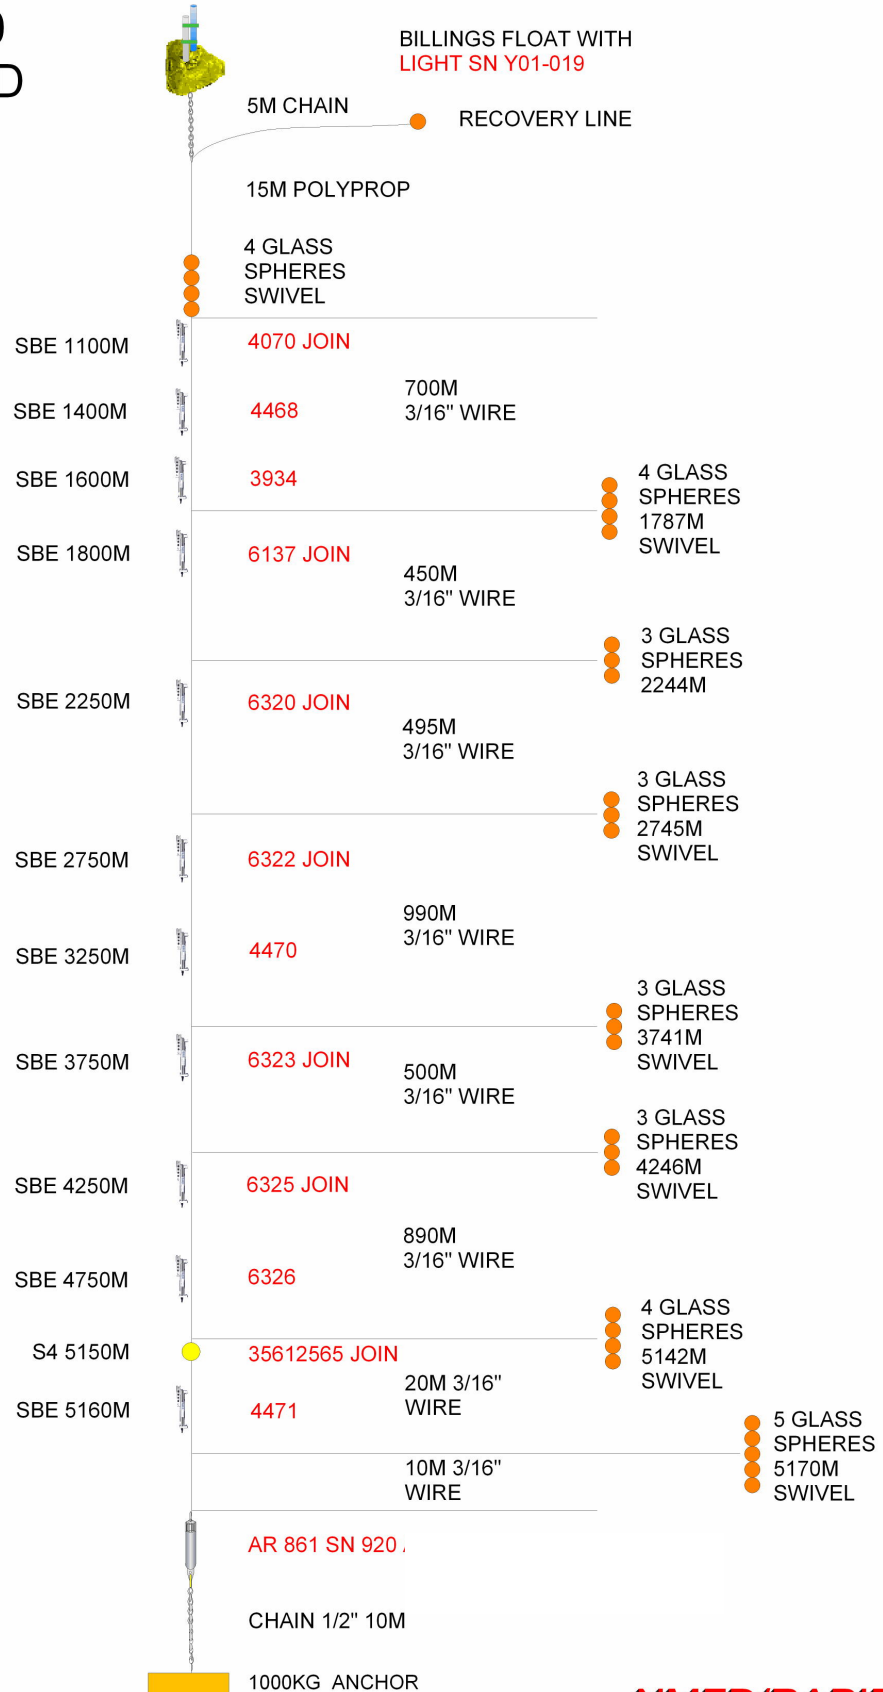 D
BILLINGS FLOAT WITH
LIGHT SN Y01-019
5M CHAIN
RECOVERY LINE
15M POLYPROP
4 GLASS
SPHERES
SWIVEL
SBE 1100M
4070 JOIN
700M
3/16" WIRE
SBE 1400M
4468
SBE 1600M
3934
4 GLASS
SPHERES
1787M
SWIVEL
SBE 1800M
6137 JOIN
450M
3/16" WIRE
3 GLASS
SPHERES
2244M
SBE 2250M
6320 JOIN
495M
3/16" WIRE
3 GLASS
SPHERES
2745M
SWIVEL
SBE 2750M
6322 JOIN
990M
3/16" WIRE
SBE 3250M
4470
3 GLASS
SPHERES
3741M
SWIVEL
SBE 3750M
6323 JOIN
500M
3/16" WIRE
3 GLASS
SPHERES
4246M
SWIVEL
SBE 4250M
6325 JOIN
890M
3/16" WIRE
SBE 4750M
6326
4 GLASS
SPHERES
5142M
SWIVEL
S4 5150M
35612565 JOIN
20M 3/16"
WIRE
SBE 5160M
4471
5 GLASS
SPHERES
5170M
SWIVEL
10M 3/16"
WIRE
AR 861 SN 920
CHAIN 1/2" 10M
1000KG ANCHOR